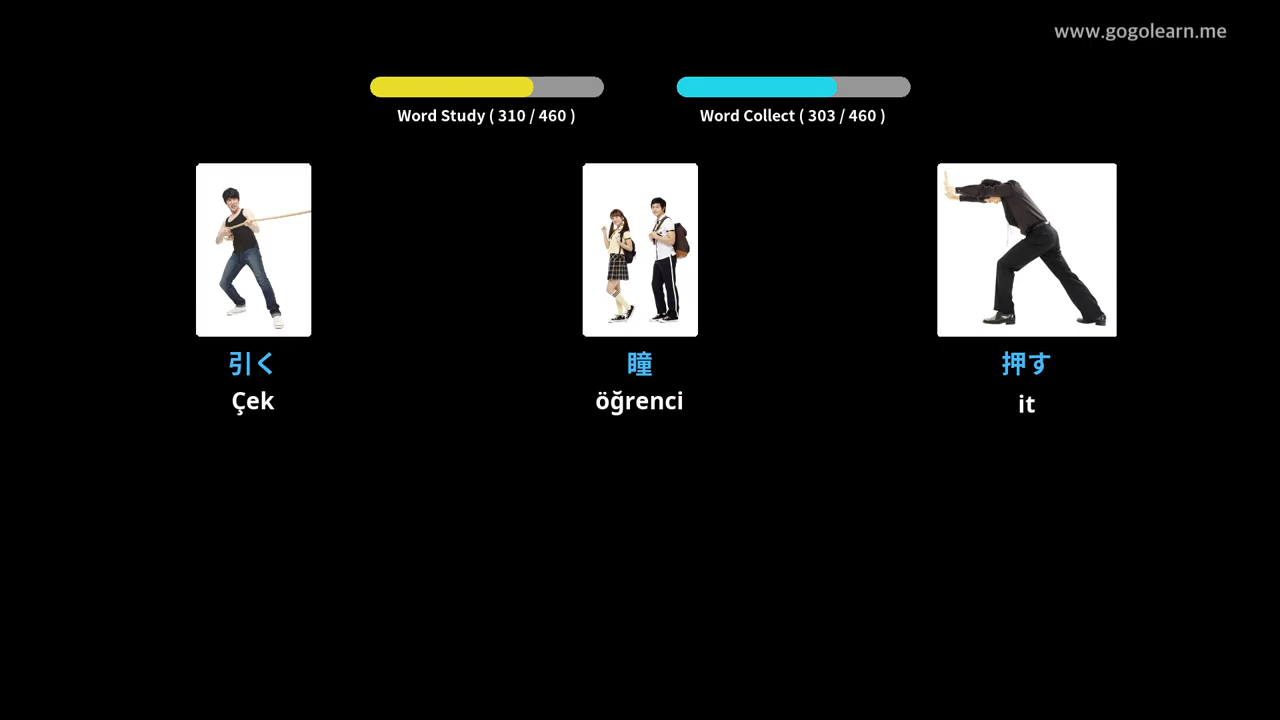 www.gogolearn.me
Word Study ( 310 / 460 )
Word Collect ( 303 / 460 )
引く
Çek
瞳
öğrenci
押す
it